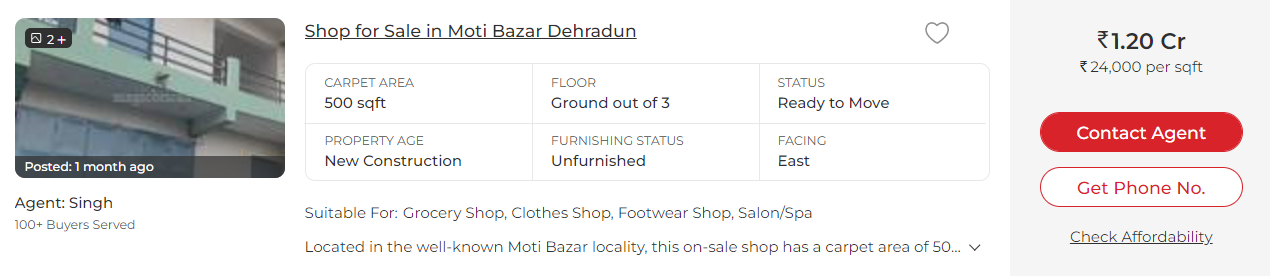 2+
Posted: 1 month ago
Agent: Singh
100+ Buyers Served
Shop for Sale in Moti Bazar Dehradun
CARPET AREA
500 sqft
FLOOR
Ground out of 3
STATUS
Ready to Move
PROPERTY AGE
New Construction
FURNISHING STATUS
Unfurnished
FACING
East
Suitable For: Grocery Shop, Clothes Shop, Footwear Shop, Salon/Spa
Located in the well-known Moti Bazar locality, this on-sale shop has a carpet area of 50...
₹1.20 Cr
₹24,000 per sqft
Contact Agent
Get Phone No.
Check Affordability